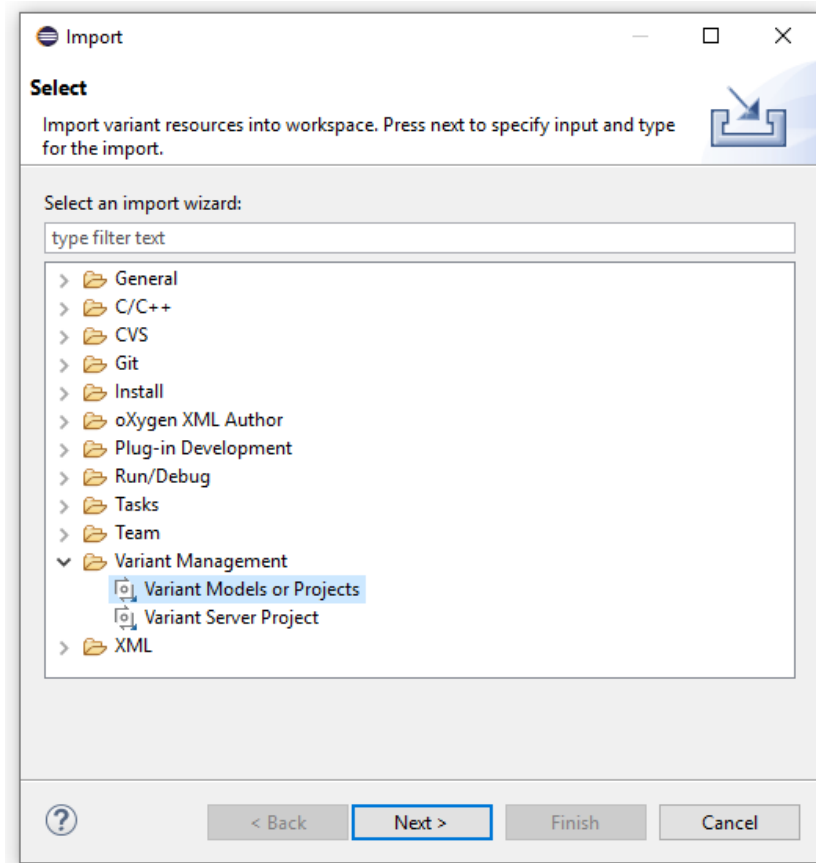 Import
Select
Import variant resources into workspace. Press next to specify input and type
for the import.
Select an import wizard:
type filter text
General
C/C++
CVS
Git
Install
oXygen XML Author
Plug-in Development
Run/Debug
Tasks
Team
Variant Management
Variant Models or Projects
Variant Server Project
XML
? < Back Next > Finish Cancel